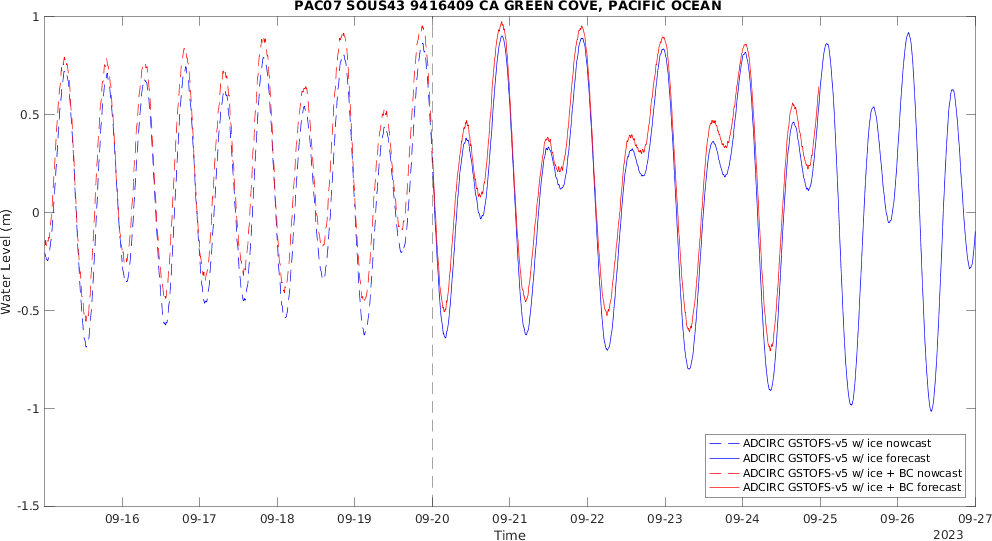 PAC07 SOUS43 9416409 CA GREEN COVE, PACIFIC OCEAN
1
0.5
0
-0.5
-1
-1.5
Water Level (m)
09-16
09-17
09-18
09-19
09-20
09-21
09-22
09-23
09-24
09-25
09-26
09-27
Time
2023
ADCIRC GSTOFS-v5 w/ ice nowcast
ADCIRC GSTOFS-v5 w/ ice forecast
ADCIRC GSTOFS-v5 w/ ice + BC nowcast
ADCIRC GSTOFS-v5 w/ ice + BC forecast